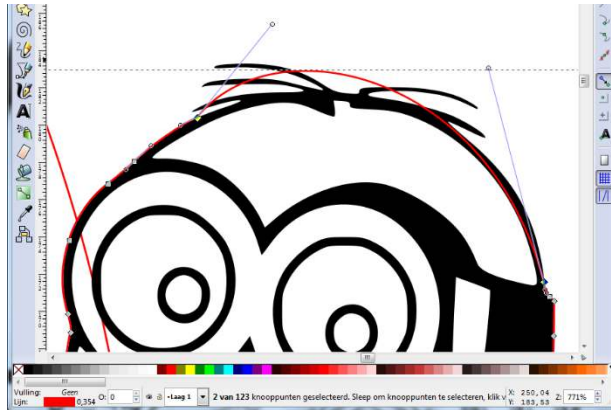 Vulling: Geen
Lijn: 0,354
O: 0
-Laag 1
2 van 123 knooppunten geselecteerd. Sleep om knooppunten te selecteren, klik v
X: 250,04
Y: 183,53
Z: 771%